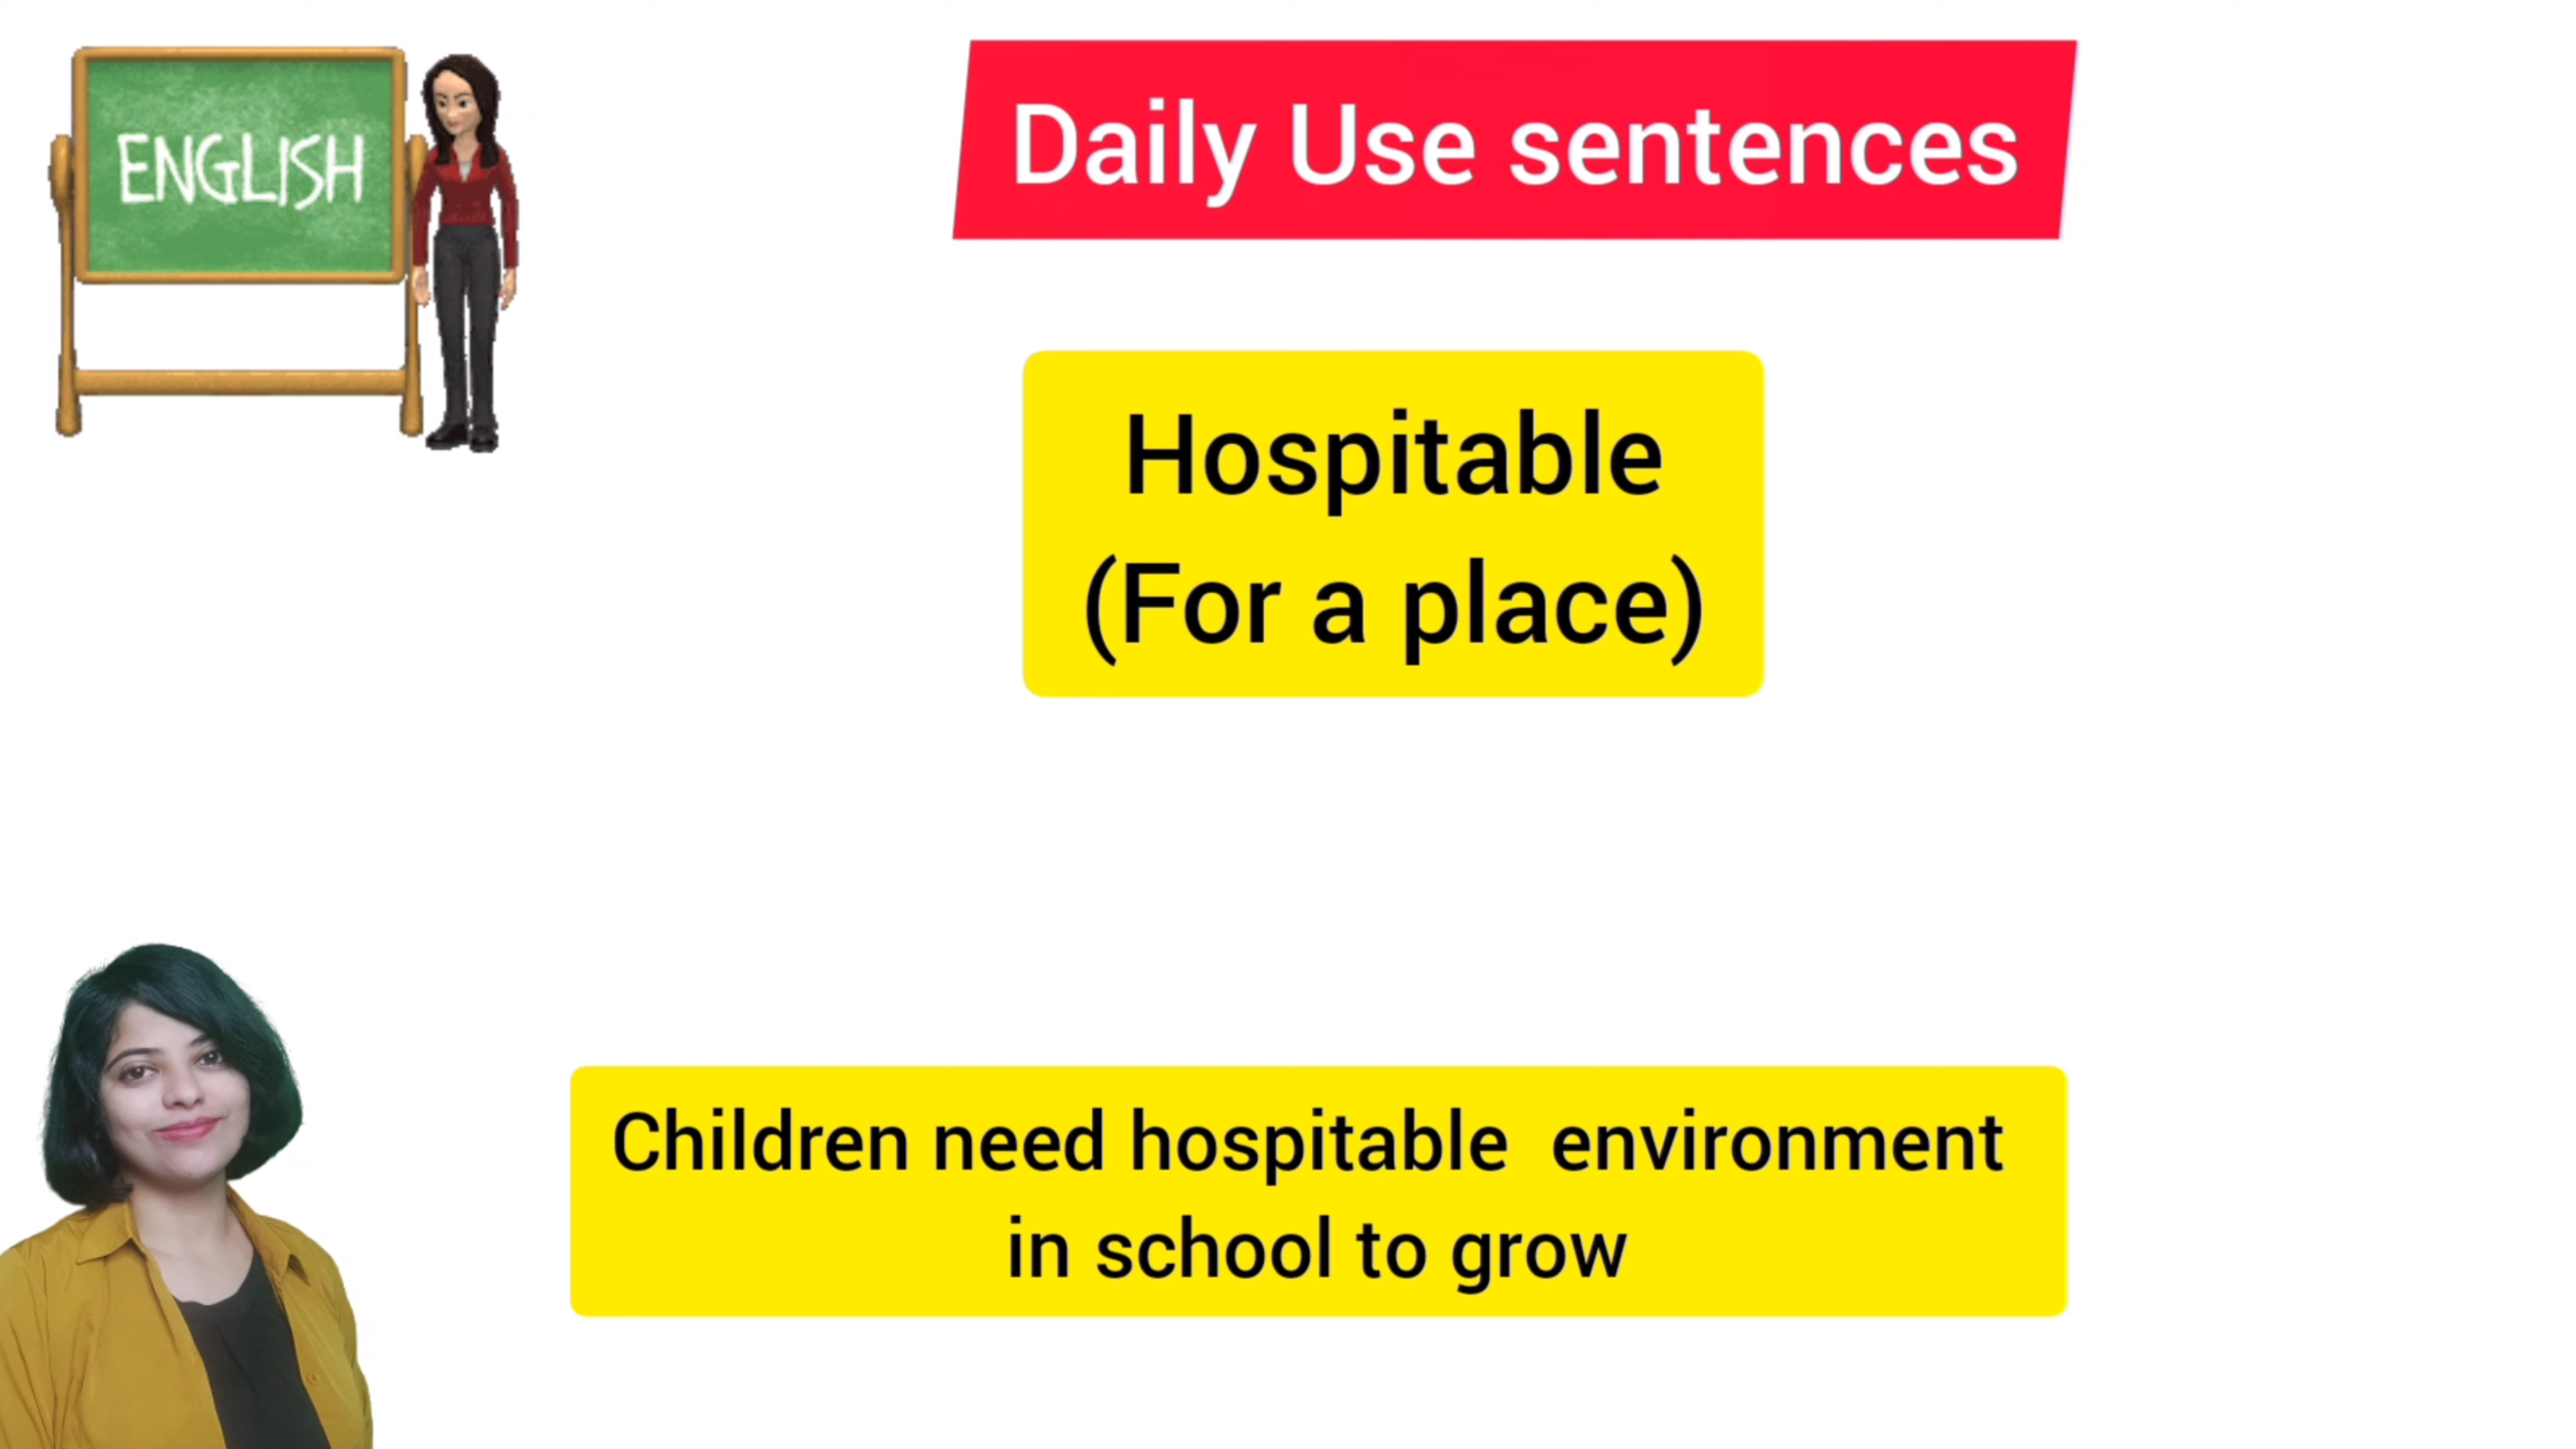 ENGLISH
Daily Use sentences
Hospitable
(For a place)
Children need hospitable  environment
in school to grow